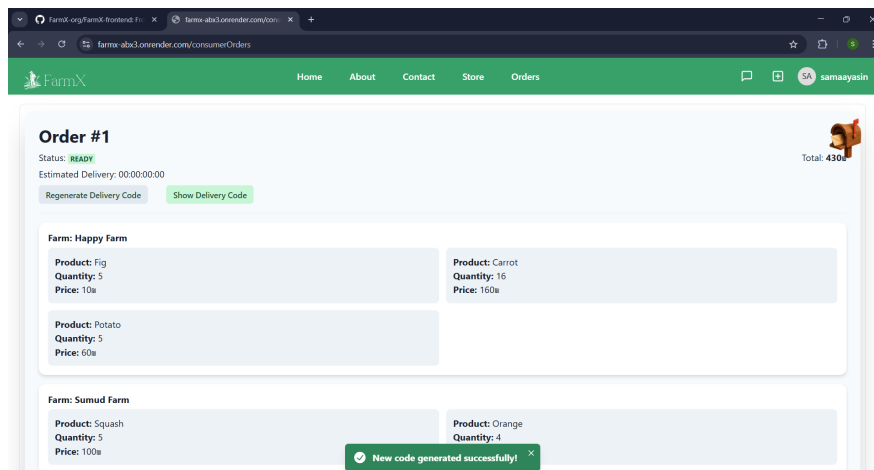 FarmX-org/FarmX-frontend: Fro
farmx-abx3.onrender.com/cons
farmx-abx3.onrender.com/consumerOrders
S
FarmX
Home About Contact Store Orders
SA samaayasin
Order #1
Status: READY
Total: 430₪
Estimated Delivery: 00:00:00:00
Regenerate Delivery Code Show Delivery Code
Farm: Happy Farm
Product: Fig
Quantity: 5
Price: 10₪
Product: Carrot
Quantity: 16
Price: 160₪
Product: Potato
Quantity: 5
Price: 60₪
Farm: Sumud Farm
Product: Squash
Quantity: 5
Price: 100₪
Product: Orange
Quantity: 4
New code generated successfully!